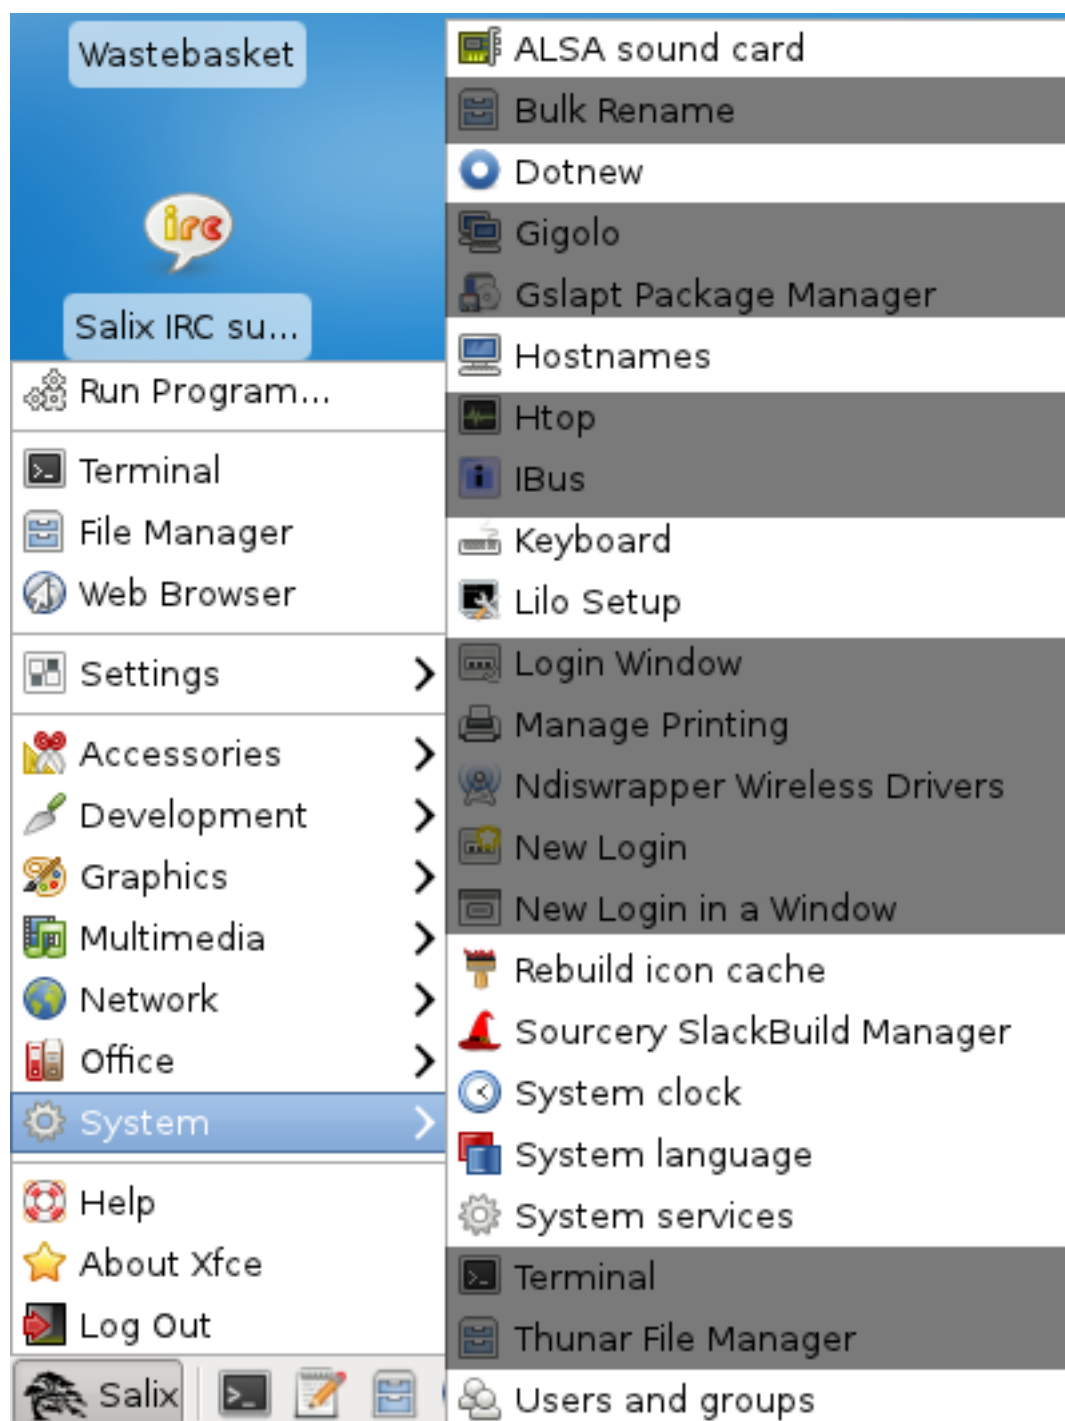 Wastebasket
irc
Salix IRC su...
Run Program...
Terminal
File Manager
Web Browser
Settings
Accessories
Development
Graphics
Multimedia
Network
Office
System
Help
About Xfce
Log Out
Salix
ALSA sound card
Bulk Rename
Dotnew
Gigolo
Gslapt Package Manager
Hostnames
Htop
IBus
Keyboard
Lilo Setup
Login Window
Manage Printing
Ndiswrapper Wireless Drivers
New Login
New Login in a Window
Rebuild icon cache
Sourcery SlackBuild Manager
System clock
System language
System services
Terminal
Thunar File Manager
Users and groups